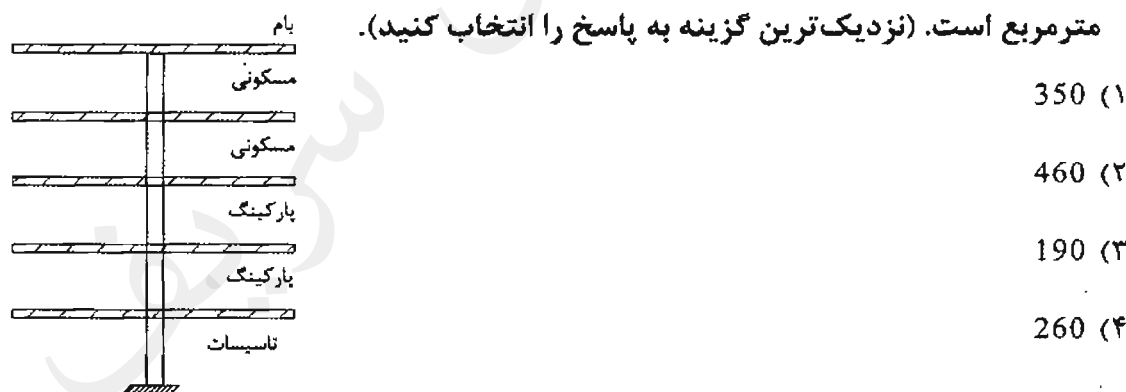 مترمربع است. (نزدیک‌ترین گزینه به پاسخ را انتخاب کنید).
۱) 350
۲) 460
۳) 190
۴) 260
بام
مسکونی
مسکونی
پارکینگ
پارکینگ
تاسیسات